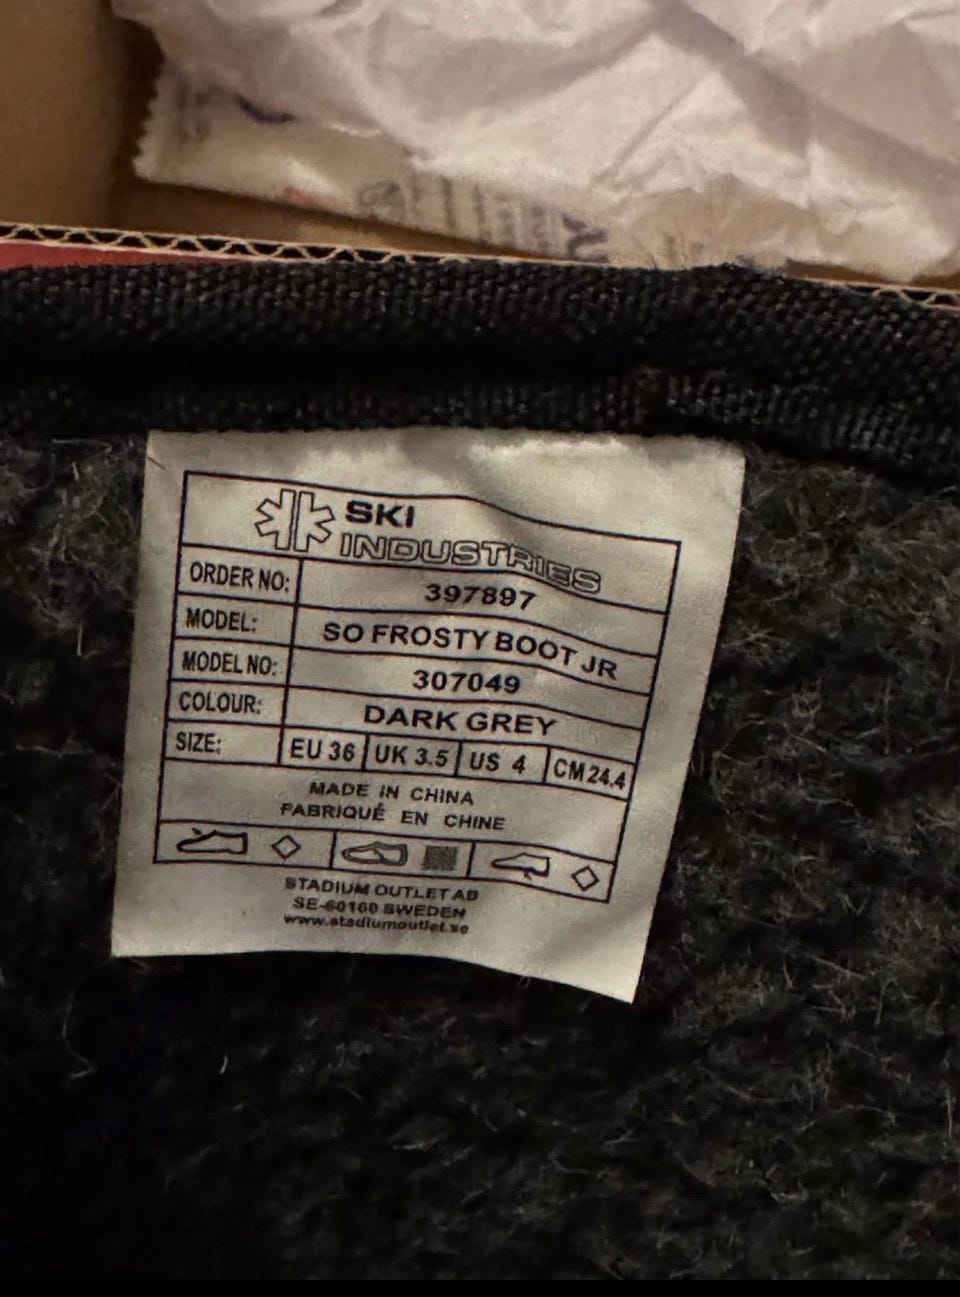 SKI
INDUSTRIES
ORDER NO: 397897
MODEL: SO FROSTY BOOT JR
MODEL NO: 307049
COLOUR: DARK GREY
SIZE: EU 36 UK 3.5 US 4 CM 24.4
MADE IN CHINA
FABRIQUÉ EN CHINE
STADIUM OUTLET AB
SE-60160 SWEDEN
www.stadiumoutlet.se